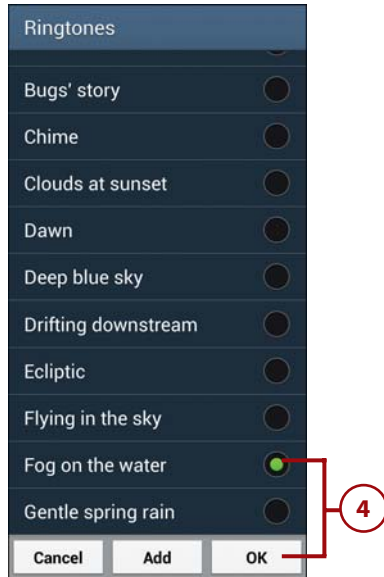 Ringtones
Bugs' story
Chime
Clouds at sunset
Dawn
Deep blue sky
Drifting downstream
Ecliptic
Flying in the sky
Fog on the water
Gentle spring rain
Cancel Add OK
4